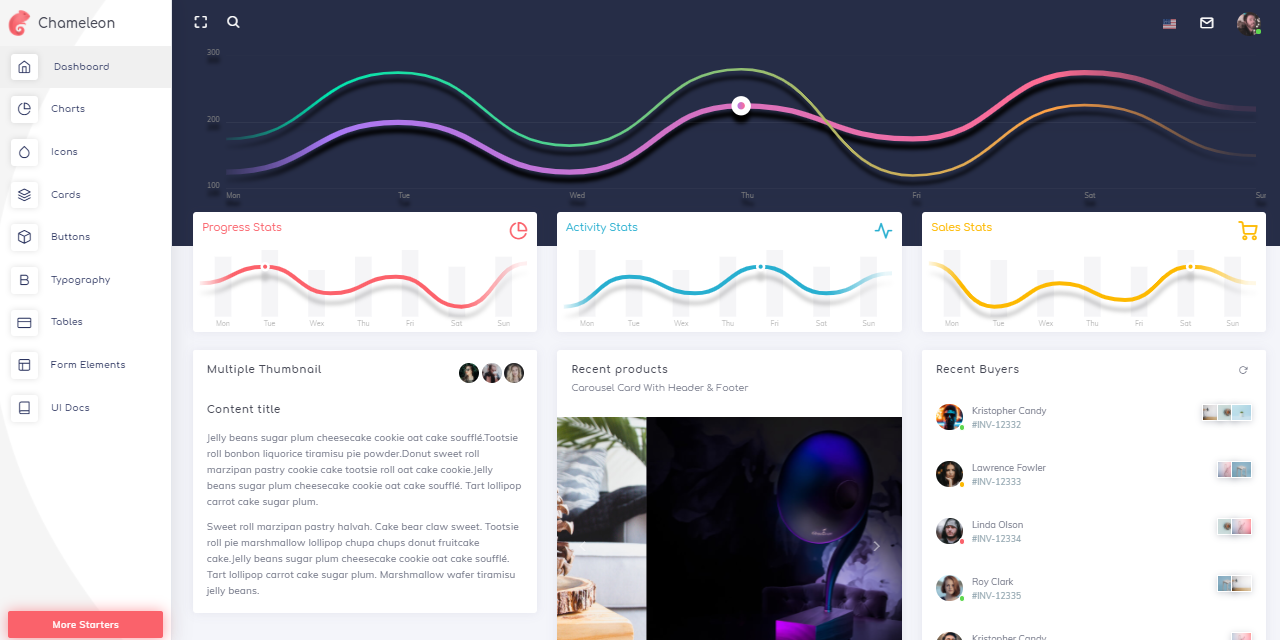 Chameleon
Dashboard
Charts
Icons
Cards
Buttons
Typography
Tables
Form Elements
UI Docs
More Starters
300
200
100
Mon Tue Wed Thu Fri Sat Sun
Progress Stats
Mon Tue Wex Thu Fri Sat Sun
Activity Stats
Mon Tue Wex Thu Fri Sat Sun
Sales Stats
Mon Tue Wex Thu Fri Sat Sun
Multiple Thumbnail
Content title
Jelly beans sugar plum cheesecake cookie oat cake soufflé.Tootsie
roll bonbon liquorice tiramisu pie powder.Donut sweet roll
marzipan pastry cookie cake tootsie roll oat cake cookie.Jelly
beans sugar plum cheesecake cookie oat cake soufflé. Tart lollipop
carrot cake sugar plum.
Sweet roll marzipan pastry halvah. Cake bear claw sweet. Tootsie
roll pie marshmallow lollipop chupa chups donut fruitcake
cake.Jelly beans sugar plum cheesecake cookie oat cake soufflé.
Tart lollipop carrot cake sugar plum. Marshmallow wafer tiramisu
jelly beans.
Recent products
Carousel Card With Header & Footer
Recent Buyers
Kristopher Candy
#INV-12332
Lawrence Fowler
#INV-12333
Linda Olson
#INV-12334
Roy Clark
#INV-12335
Kristopher Candy